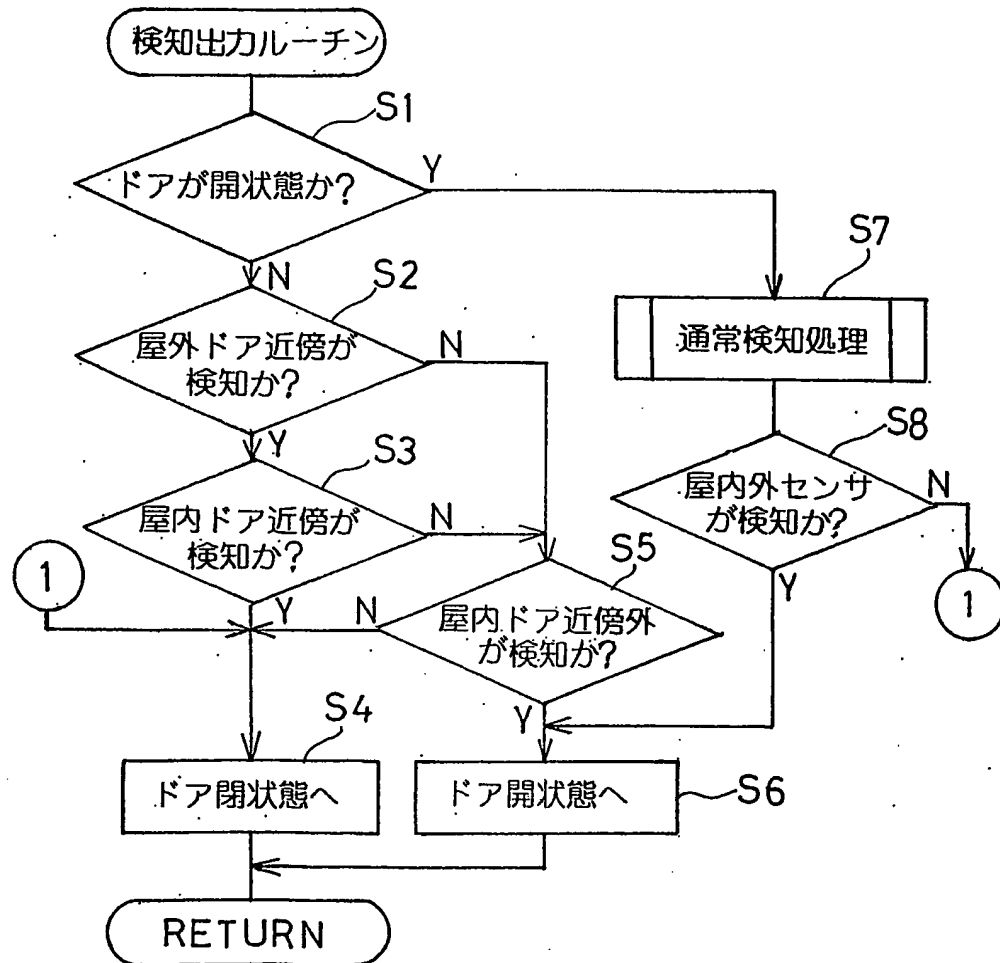 検知出力ルーチン
S1
ドアが開状態か?
Y
N
S2
屋外ドア近傍が
検知か?
N
Y
S3
屋内ドア近傍が
検知か?
N
Y
1
S5
屋内ドア近傍外
が検知か?
N
Y
S7
通常検知処理
S8
屋内外センサ
が検知か?
N
Y
1
S4
ドア閉状態へ
S6
ドア開状態へ
RETURN